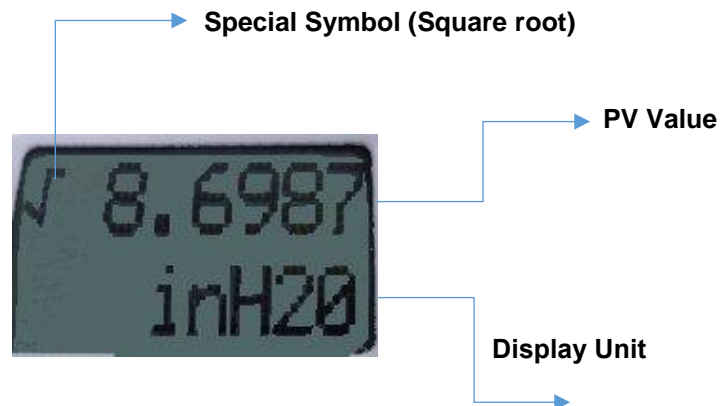 Special Symbol (Square root)
PV Value
√ 8.6987
inH20
Display Unit